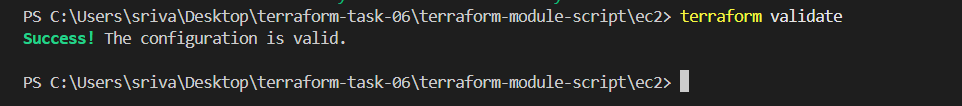 PS C:\Users\sriva\Desktop\terraform-task-06\terraform-module-script\ec2> terraform validate
Success! The configuration is valid.
PS C:\Users\sriva\Desktop\terraform-task-06\terraform-module-script\ec2>